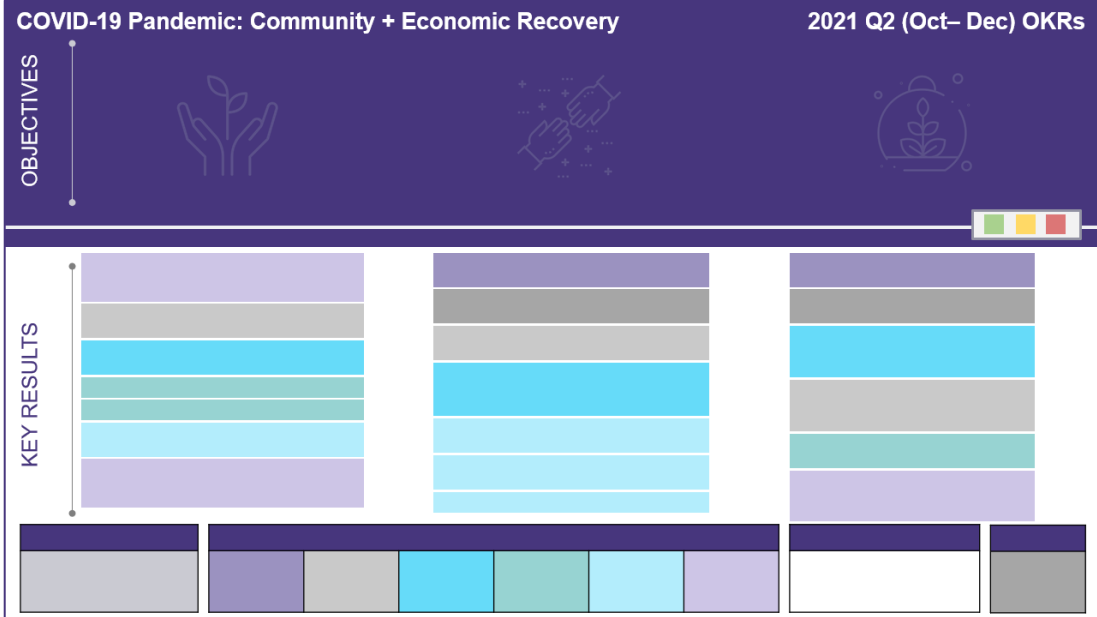 COVID-19 Pandemic: Community + Economic Recovery
2021 Q2 (Oct– Dec) OKRs
OBJECTIVES
KEY RESULTS